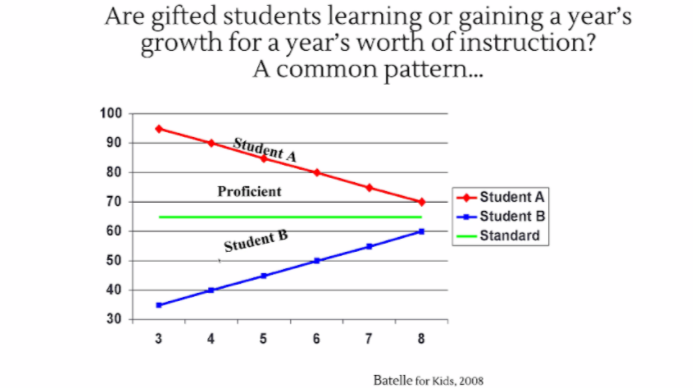 Are gifted students learning or gaining a year's
growth for a year's worth of instruction?
A common pattern...
100
90
80
70
60
50
40
30
Student A
Proficient
Student B
3 4 5 6 7 8
Student A
Student B
Standard
Batelle for Kids, 2008